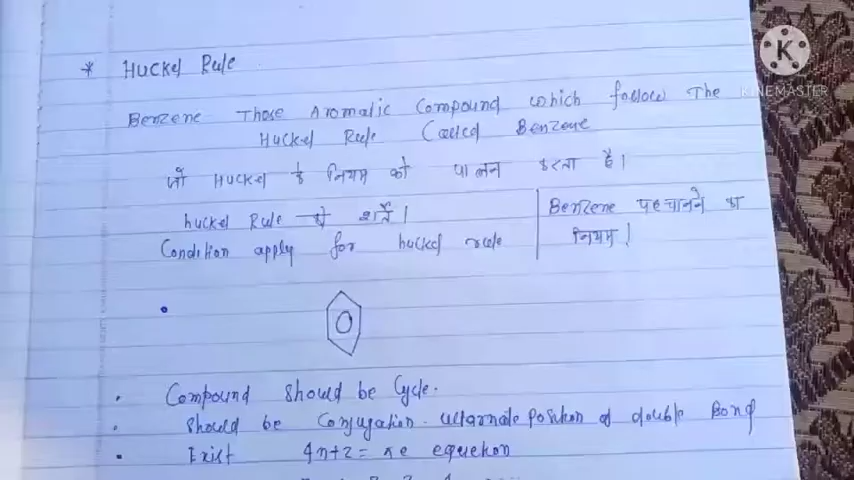 * Huckel Rule
Benzene Those Aromatic Compound which follow The
Huckel Rule Called Benzene
जो Huckel के नियम को पालन करता है।
huckel Rule की शर्ते।
Condition apply for huckel rule
Benzene पहचानने का
नियम।
Compound should be Cycle.
Should be Conjugation. alternate position of double Bond
Exist 4n+2 = πe equation
K
KINEMASTER